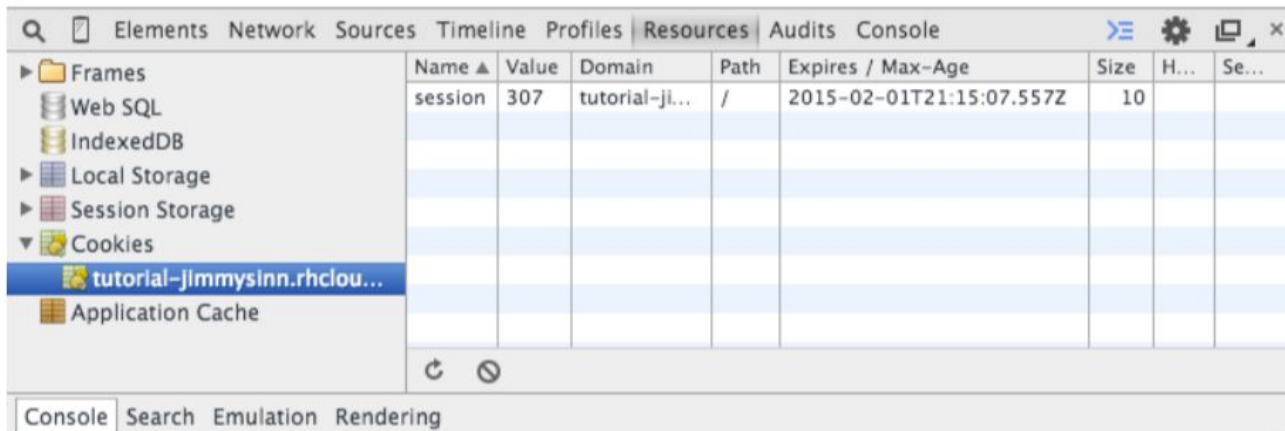 Elements Network Sources Timeline Profiles Resources Audits Console
Frames
Web SQL
IndexedDB
Local Storage
Session Storage
Cookies
tutorial-jimmysinn.rhclou...
Application Cache
Name Value Domain Path Expires / Max-Age Size H... Se...
session 307 tutorial-ji... / 2015-02-01T21:15:07.557Z 10
Console Search Emulation Rendering